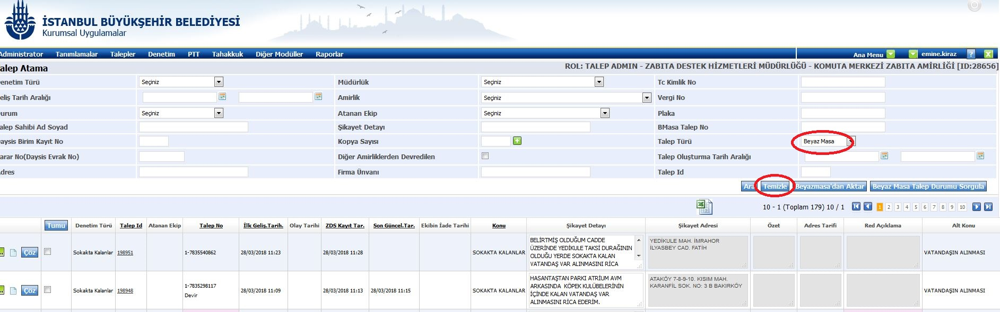 İSTANBUL BÜYÜKŞEHİR BELEDİYESİ
Kurumsal Uygulamalar
Administrator Tanımlamalar Talepler Denetim PTT Tahakkuk Diğer Modüller Raporlar Ana Menu emine.kiraz ?
alep Atama ROL: TALEP ADMIN - ZABITA DESTEK HİZMETLERİ MÜDÜRLÜĞÜ - KOMUTA MERKEZİ ZABITA AMİRLİĞİ [ID:28656]
enetim Türü Seçiniz Müdürlük Seçiniz Tc Kimlik No
eliş Tarih Aralığı Amirlik Seçiniz Vergi No
urum Seçiniz Atanan Ekip Seçiniz Plaka
alep Sahibi Ad Soyad Şikayet Detayı BMasa Talep No
aysis Birim Kayıt No Kopya Sayısı Talep Türü Beyaz Masa
arar No(Daysis Evrak No) Diğer Amirliklerden Devredilen Talep Oluşturma Tarih Aralığı
dres Firma Ünvanı Talep Id
Ara Temizle Beyazmasa'dan Aktar Beyaz Masa Talep Durumu Sorgula
10 - 1 (Toplam 179) 10 / 1 1 2 3 4 5 6 7 8 9 10
Tumu Denetim Türü Talep Id Atanan Ekip Talep No İlk Geliş.Tarih. Olay Tarihi ZDS Kayıt Tar. Son Güncel.Tar. Ekibin İade Tarihi Konu Şikayet Detayı Şikayet Adresi Özet Adres Tarifi Red Açıklama Alt Konu
Çöz Sokakta Kalanlar 198951 1-7835540862 28/03/2018 11:23 28/03/2018 11:28 SOKAKTA KALANLAR
BELİRTMİŞ OLDUĞUM CADDE
ÜZERİNDE YEDİKULE TAKSİ DURAĞININ
OLDUĞU YERDE SOKAKTA KALAN
VATANDAŞ VAR ALINMASINI RİCA
YEDİKULE MAH. İMRAHOR
İLYASBEY CAD. FATİH
VATANDAŞIN ALINMASI
Çöz Sokakta Kalanlar 198948 1-7835298117
Devir
28/03/2018 11:09 28/03/2018 11:13 28/03/2018 11:15 SOKAKTA KALANLAR
HASANTAŞTAN PARKI ATRİUM AVM
ARKASINDA KÖPEK KULÜBELERİNİN
İÇİNDE KALAN VATANDAŞ VAR
ALINMASINI RİCA EDERİM.
ATAKÖY 7-8-9-10. KISIM MAH.
KARANFİL SOK. NO: 3 B BAKIRKÖY
VATANDAŞIN ALINMASI